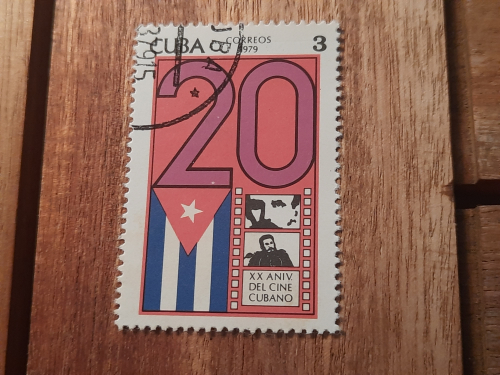 CUBA CORREOS 1979 3
20
XX ANIV.
DEL CINE
CUBANO